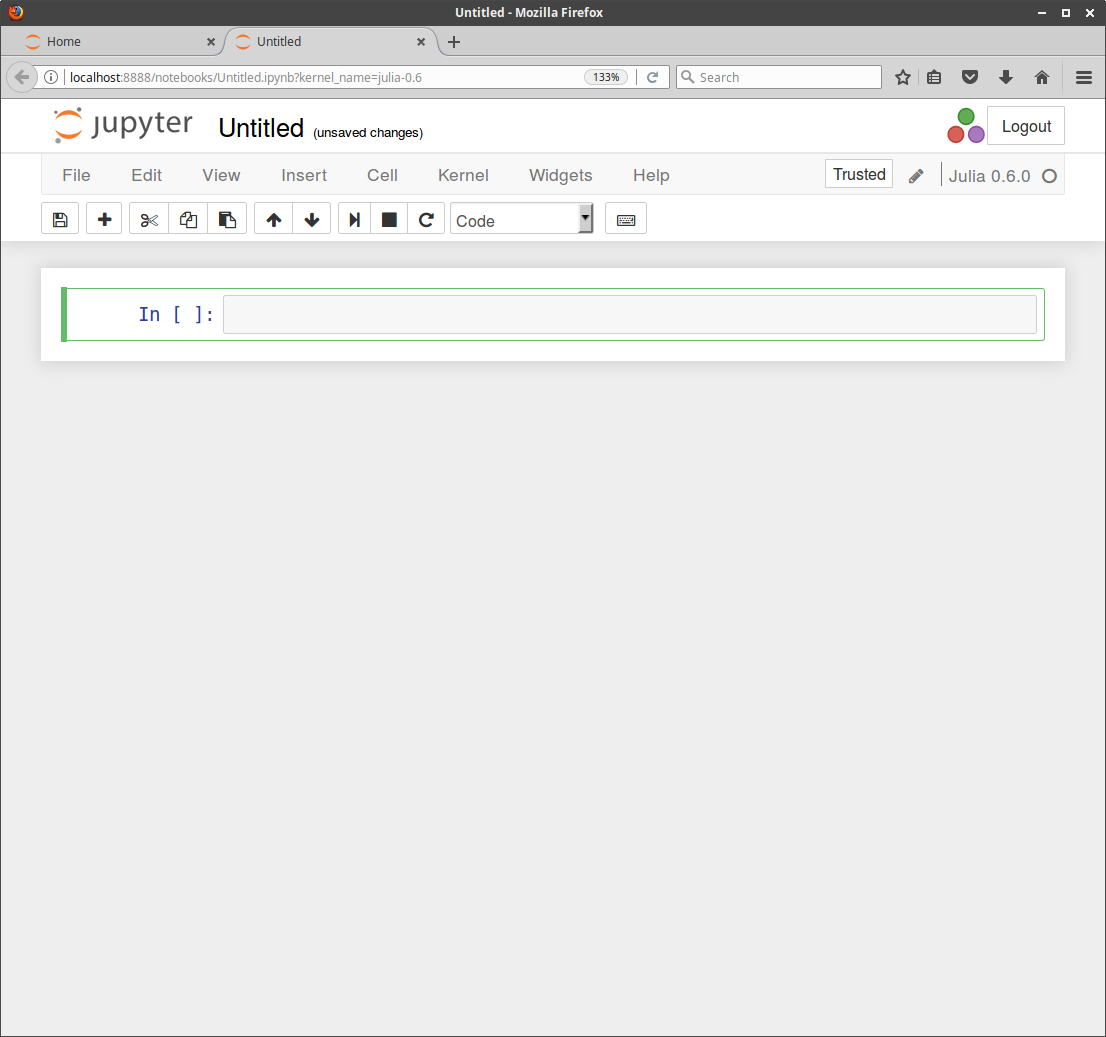 Untitled - Mozilla Firefox
Home
Untitled
localhost:8888/notebooks/Untitled.ipynb?kernel_name=julia-0.6
133%
Search
jupyter
Untitled
(unsaved changes)
Logout
File
Edit
View
Insert
Cell
Kernel
Widgets
Help
Trusted
Julia 0.6.0
Code
In [ ]: